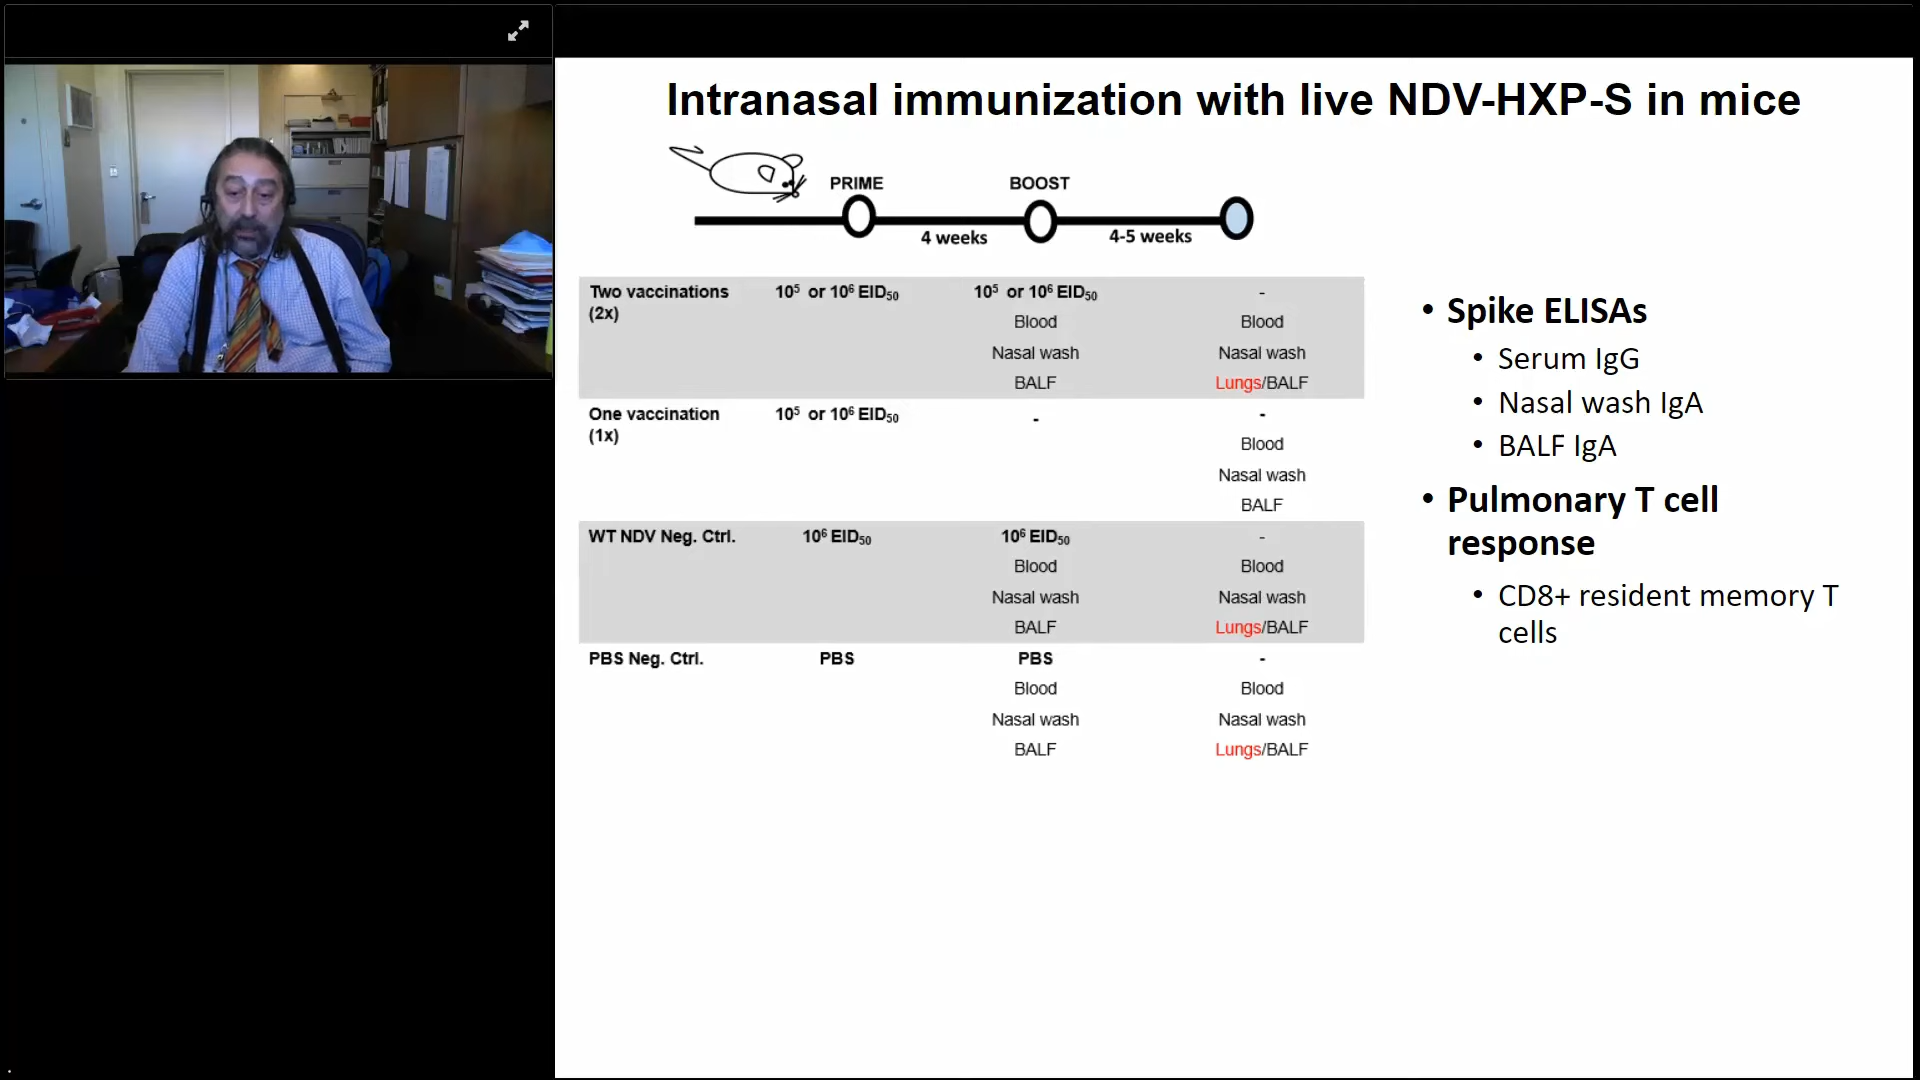 Intranasal immunization with live NDV-HXP-S in mice
PRIME BOOST
4 weeks 4-5 weeks
Two vaccinations 10⁵ or 10⁶ EID₅₀ 10⁵ or 10⁶ EID₅₀ -
(2x)
Blood Blood
Nasal wash Nasal wash
BALF Lungs/BALF
One vaccination 10⁵ or 10⁶ EID₅₀ - -
(1x)
Blood
Nasal wash
BALF
WT NDV Neg. Ctrl. 10⁶ EID₅₀ 10⁶ EID₅₀ -
Blood Blood
Nasal wash Nasal wash
BALF Lungs/BALF
PBS Neg. Ctrl. PBS PBS -
Blood Blood
Nasal wash Nasal wash
BALF Lungs/BALF
• Spike ELISAs
• Serum IgG
• Nasal wash IgA
• BALF IgA
• Pulmonary T cell
response
• CD8+ resident memory T
cells